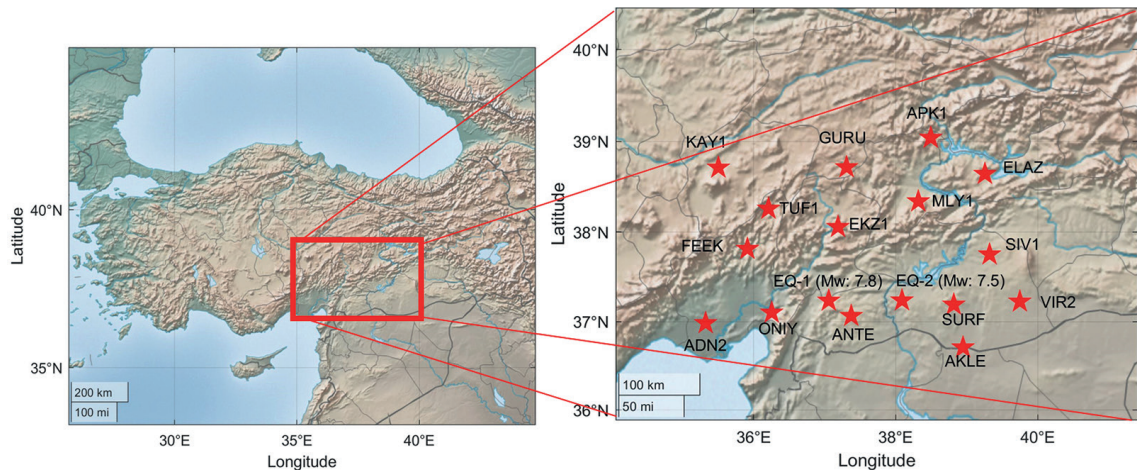 40°N
35°N
Latitude
200 km
100 mi
30°E
35°E
40°E
Longitude
40°N
39°N
38°N
37°N
36°N
Latitude
APK1
KAY1
GURU
ELAZ
MLY1
TUF1
EKZ1
FEEK
SIV1
EQ-1 (Mw: 7.8)
EQ-2 (Mw: 7.5)
VIR2
SURF
ONIY
ANTE
ADN2
AKLE
100 km
50 mi
36°E
38°E
40°E
Longitude